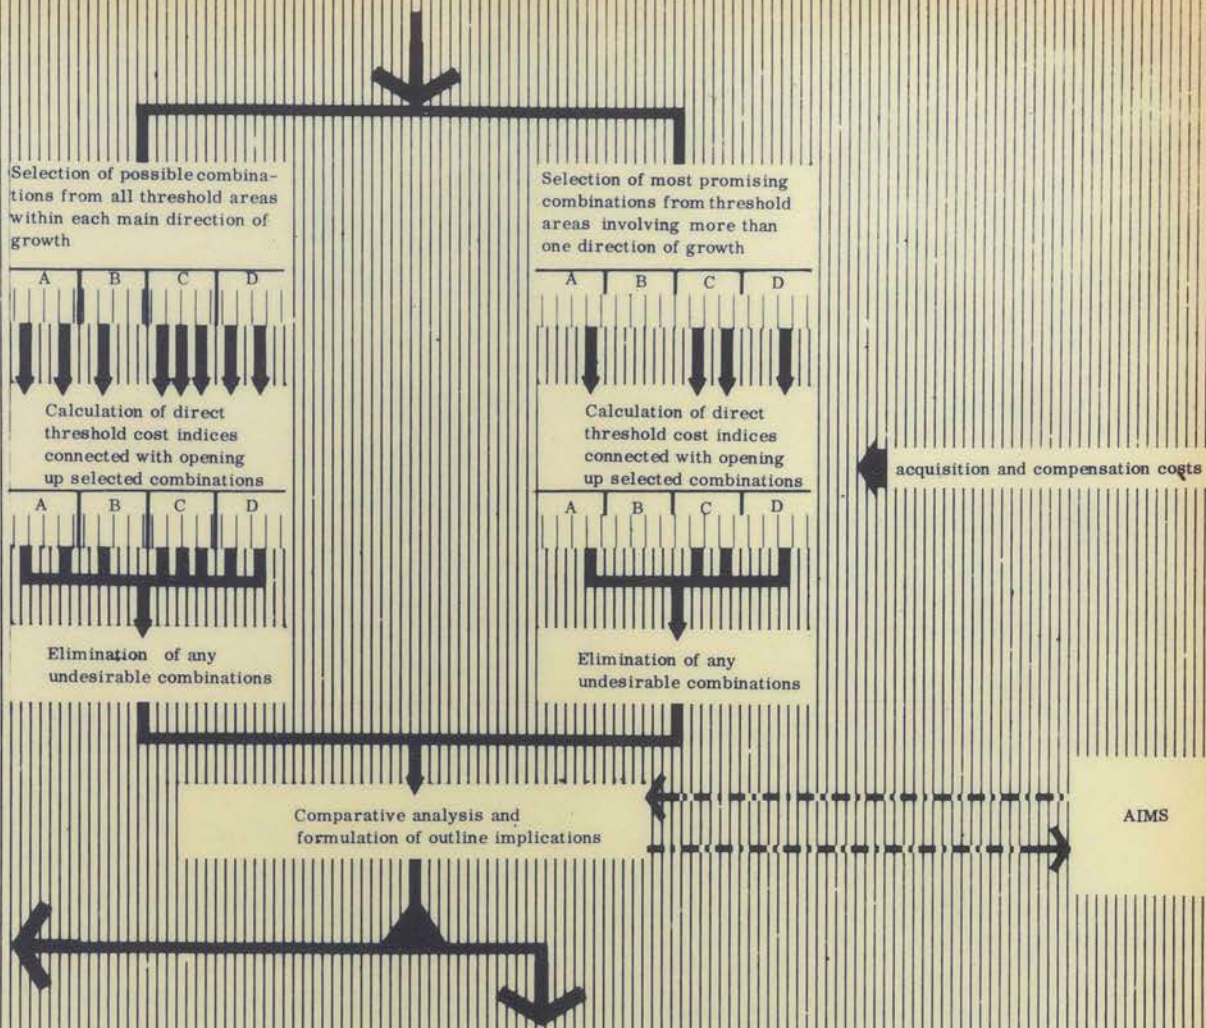 Selection of possible combina-
tions from all threshold areas
within each main direction of
growth
A B C D
Calculation of direct
threshold cost indices
connected with opening
up selected combinations
A B C D
Elimination of any
undesirable combinations
Selection of most promising
combinations from threshold
areas involving more than
one direction of growth
A B C D
Calculation of direct
threshold cost indices
connected with opening
up selected combinations
A B C D
Elimination of any
undesirable combinations
acquisition and compensation costs
Comparative analysis and
formulation of outline implications
AIMS